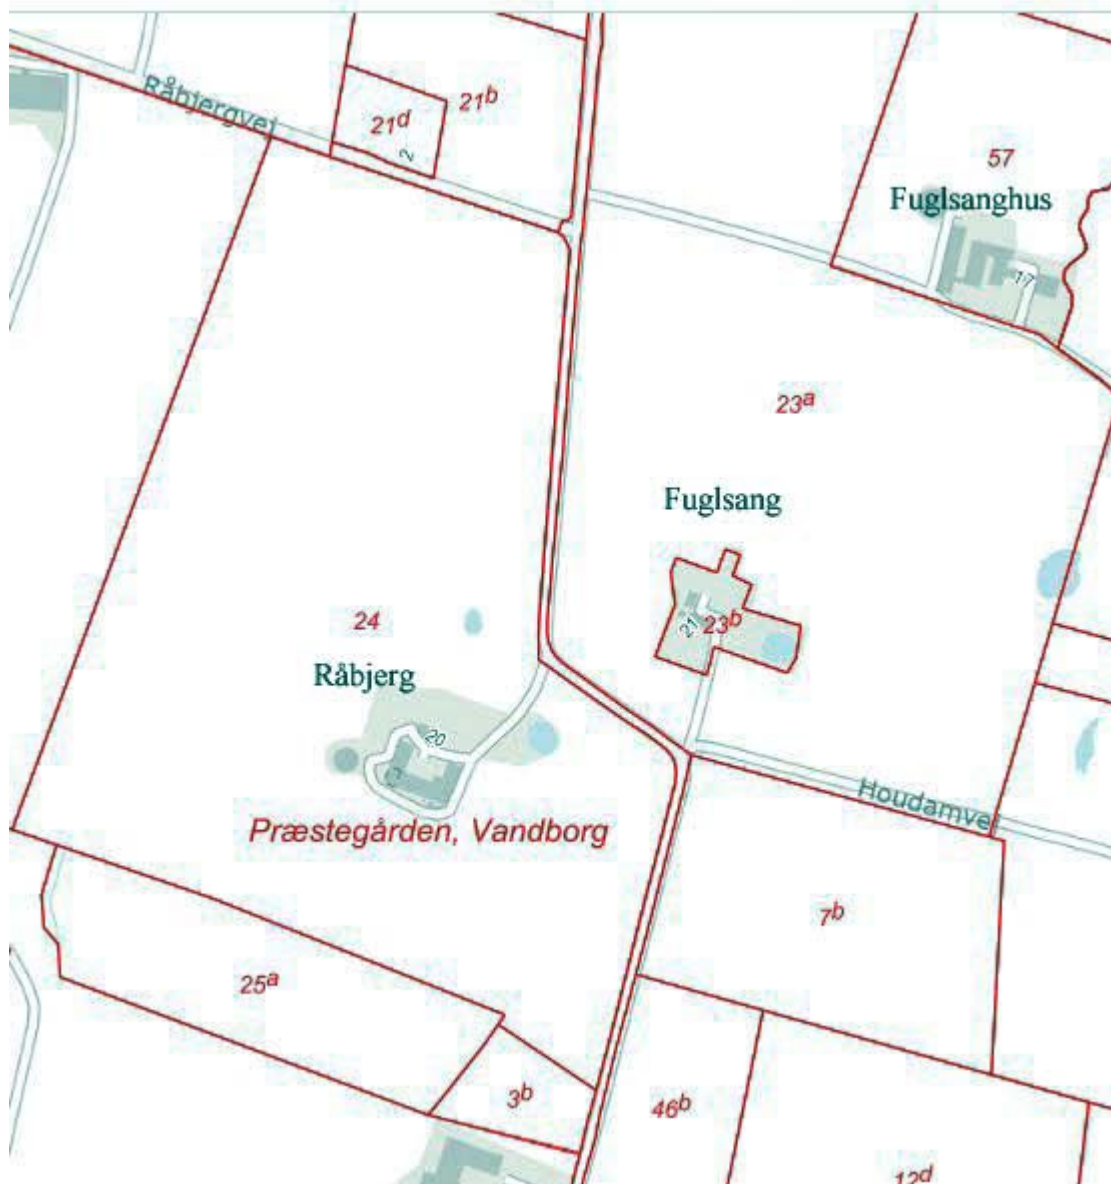 Råbjergvej
21b
21d
2
57
Fuglsanghus
17
23a
Fuglsang
21
23b
24
Råbjerg
20
Præstegården, Vandborg
Houdamvej
7b
25a
3b
46b
12d